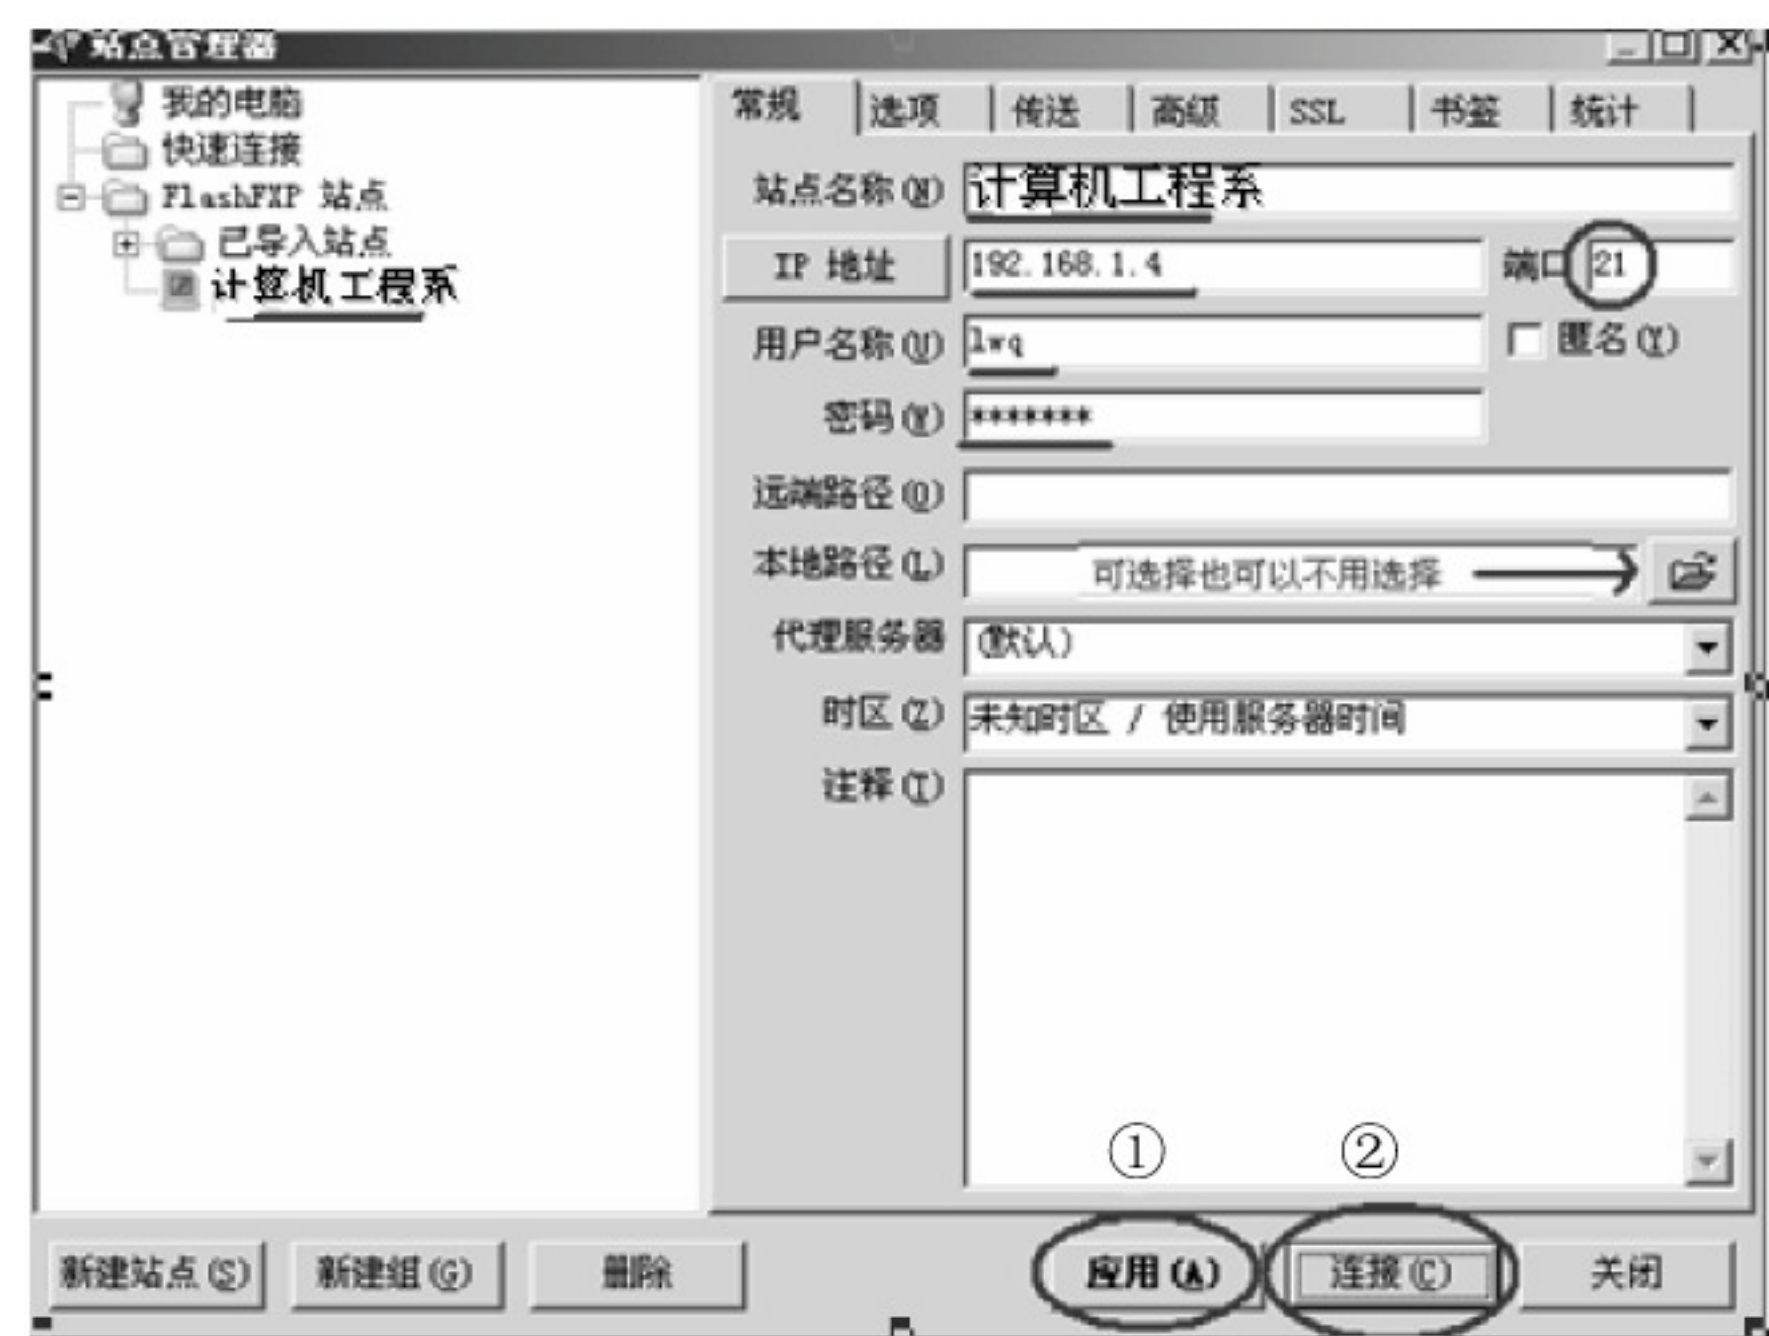 站点管理器
我的电脑
快速连接
FlashFXP 站点
已导入站点
计算机工程系
常规 选项 传送 高级 SSL 书签 统计
站点名称(N) 计算机工程系
IP 地址 192.168.1.4 端口 21
用户名称(U) lwq 匿名(Y)
密码(W) *******
远端路径(O)
本地路径(L) 可选择也可以不用选择
代理服务器 (默认)
时区(Z) 未知时区 / 使用服务器时间
注释(T)
① ②
新建站点(S) 新建组(G) 删除 应用(A) 连接(C) 关闭